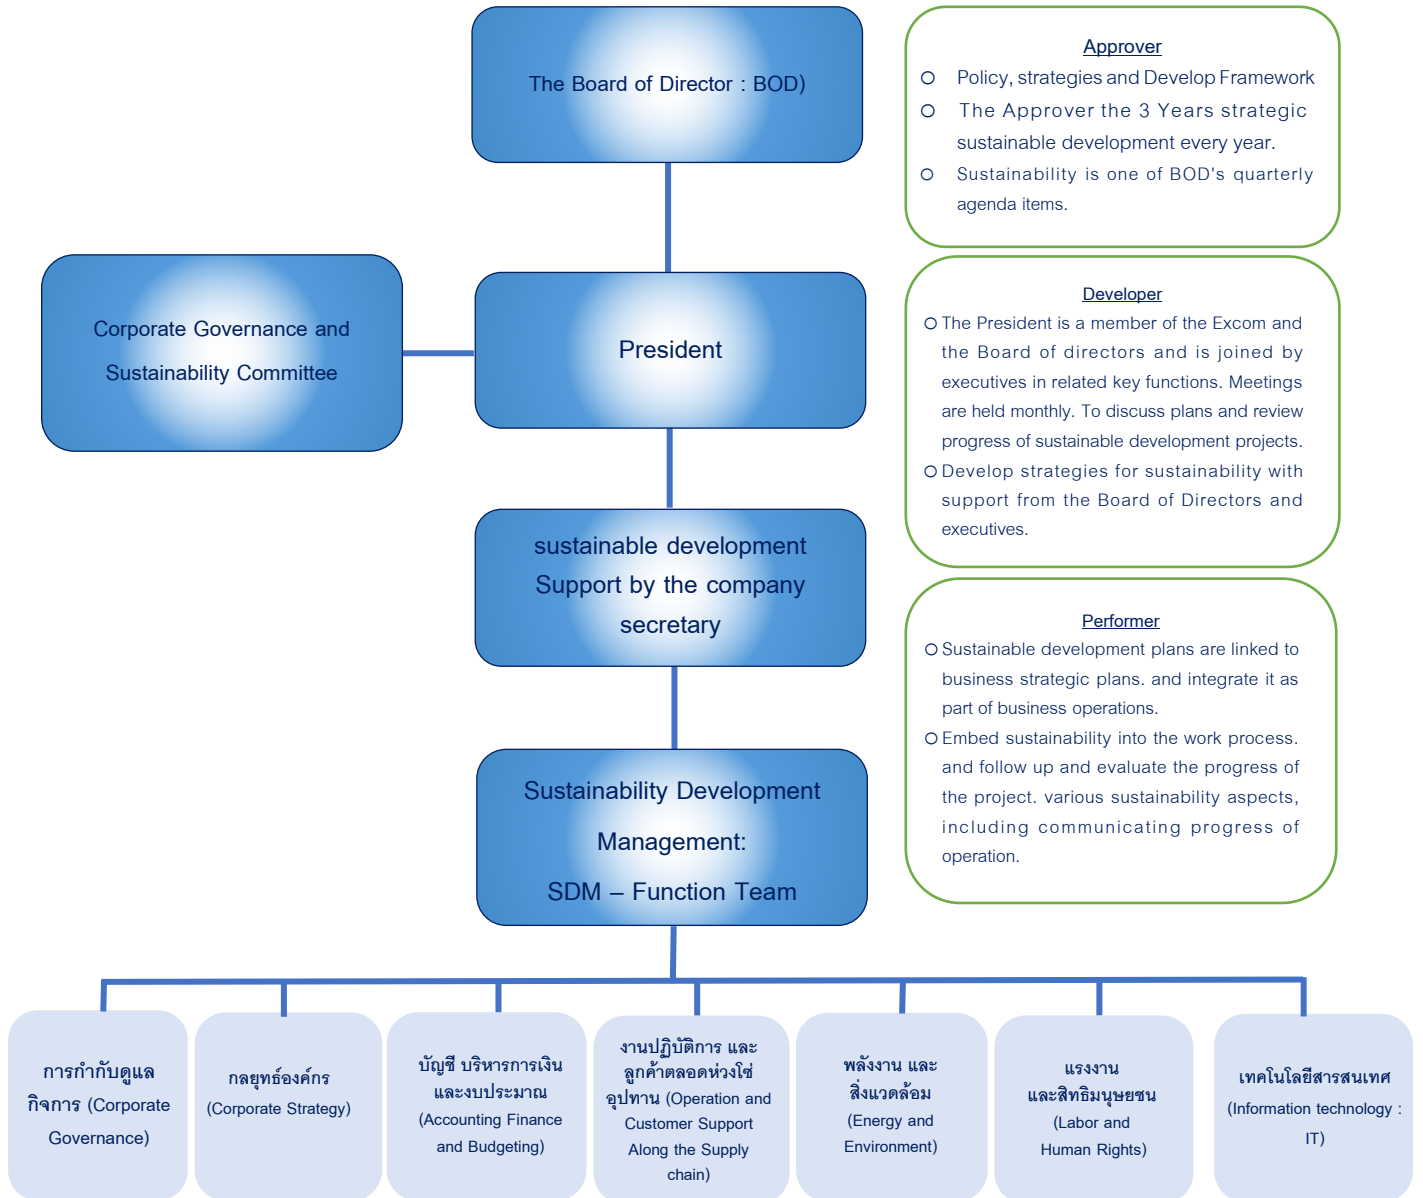 The Board of Director : BOD)
Approver
Policy, strategies and Develop Framework
The Approver the 3 Years strategic
sustainable development every year.
Sustainability is one of BOD's quarterly
agenda items.
Corporate Governance and
Sustainability Committee
President
Developer
The President is a member of the Excom and
the Board of directors and is joined by
executives in related key functions. Meetings
are held monthly. To discuss plans and review
progress of sustainable development projects.
Develop strategies for sustainability with
support from the Board of Directors and
executives.
sustainable development
Support by the company
secretary
Performer
Sustainable development plans are linked to
business strategic plans. and integrate it as
part of business operations.
Embed sustainability into the work process.
and follow up and evaluate the progress of
the project. various sustainability aspects,
including communicating progress of
operation.
Sustainability Development
Management:
SDM – Function Team
การกำกับดูแล
กิจการ (Corporate
Governance)
กลยุทธ์องค์กร
(Corporate Strategy)
บัญชี บริหารการเงิน
และงบประมาณ
(Accounting Finance
and Budgeting)
งานปฏิบัติการ และ
ลูกค้าตลอดห่วงโซ่
อุปทาน (Operation and
Customer Support
Along the Supply
chain)
พลังงาน และ
สิ่งแวดล้อม
(Energy and
Environment)
แรงงาน
และสิทธิมนุษยชน
(Labor and
Human Rights)
เทคโนโลยีสารสนเทศ
(Information technology :
IT)